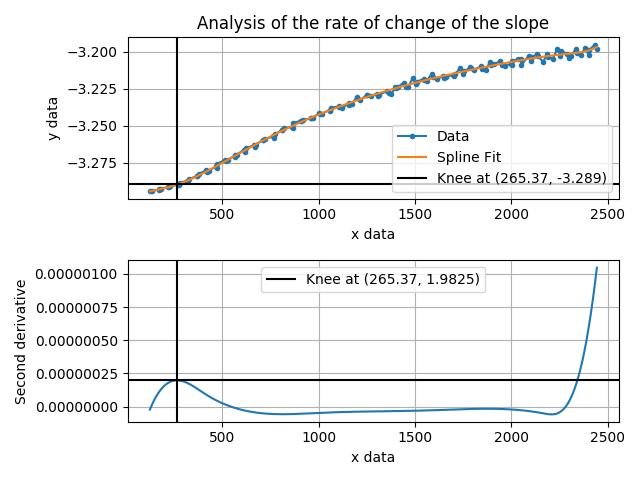 Analysis of the rate of change of the slope
−3.200
−3.225
−3.250
−3.275
y data
Data
Spline Fit
Knee at (265.37, -3.289)
500 1000 1500 2000 2500
x data
0.00000100
0.00000075
0.00000050
0.00000025
0.00000000
Second derivative
Knee at (265.37, 1.9825)
500 1000 1500 2000 2500
x data